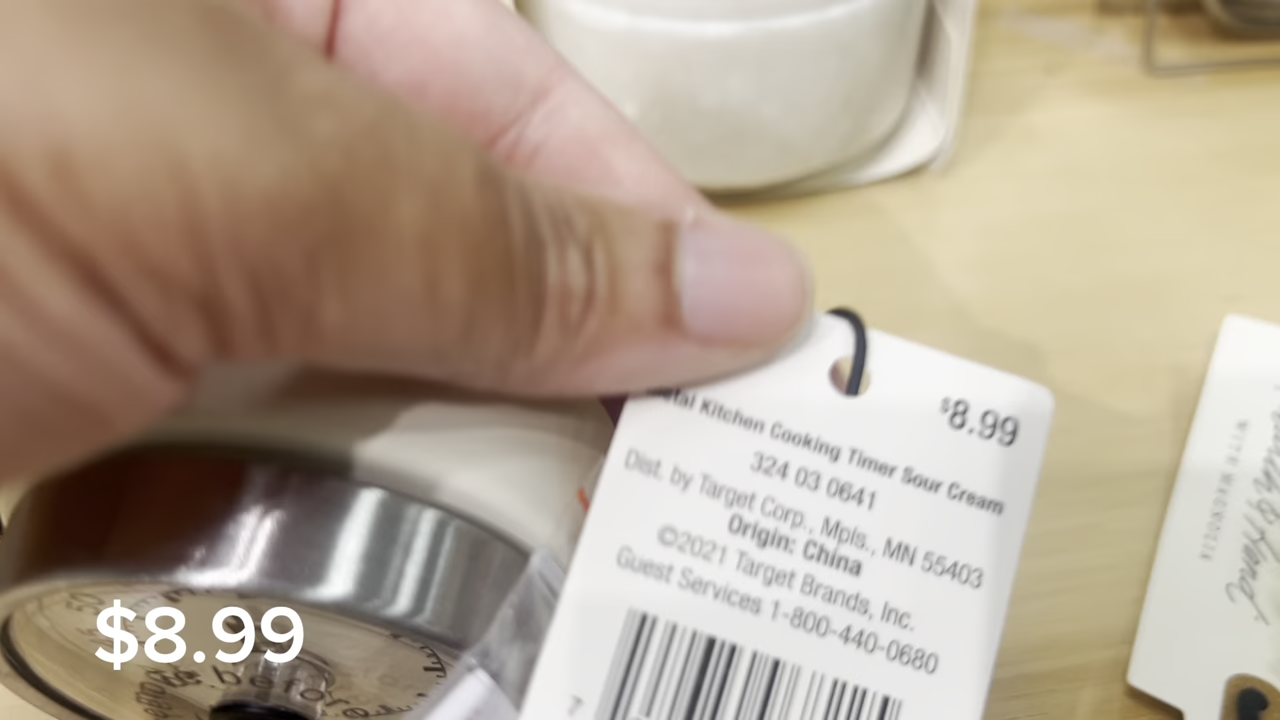 $8.99
Kitchen Cooking Timer Sour Cream
324 03 0641
Dist. by Target Corp., Mpls., MN 55403
Origin: China
©2021 Target Brands, Inc.
Guest Services 1-800-440-0680
7
$8.99